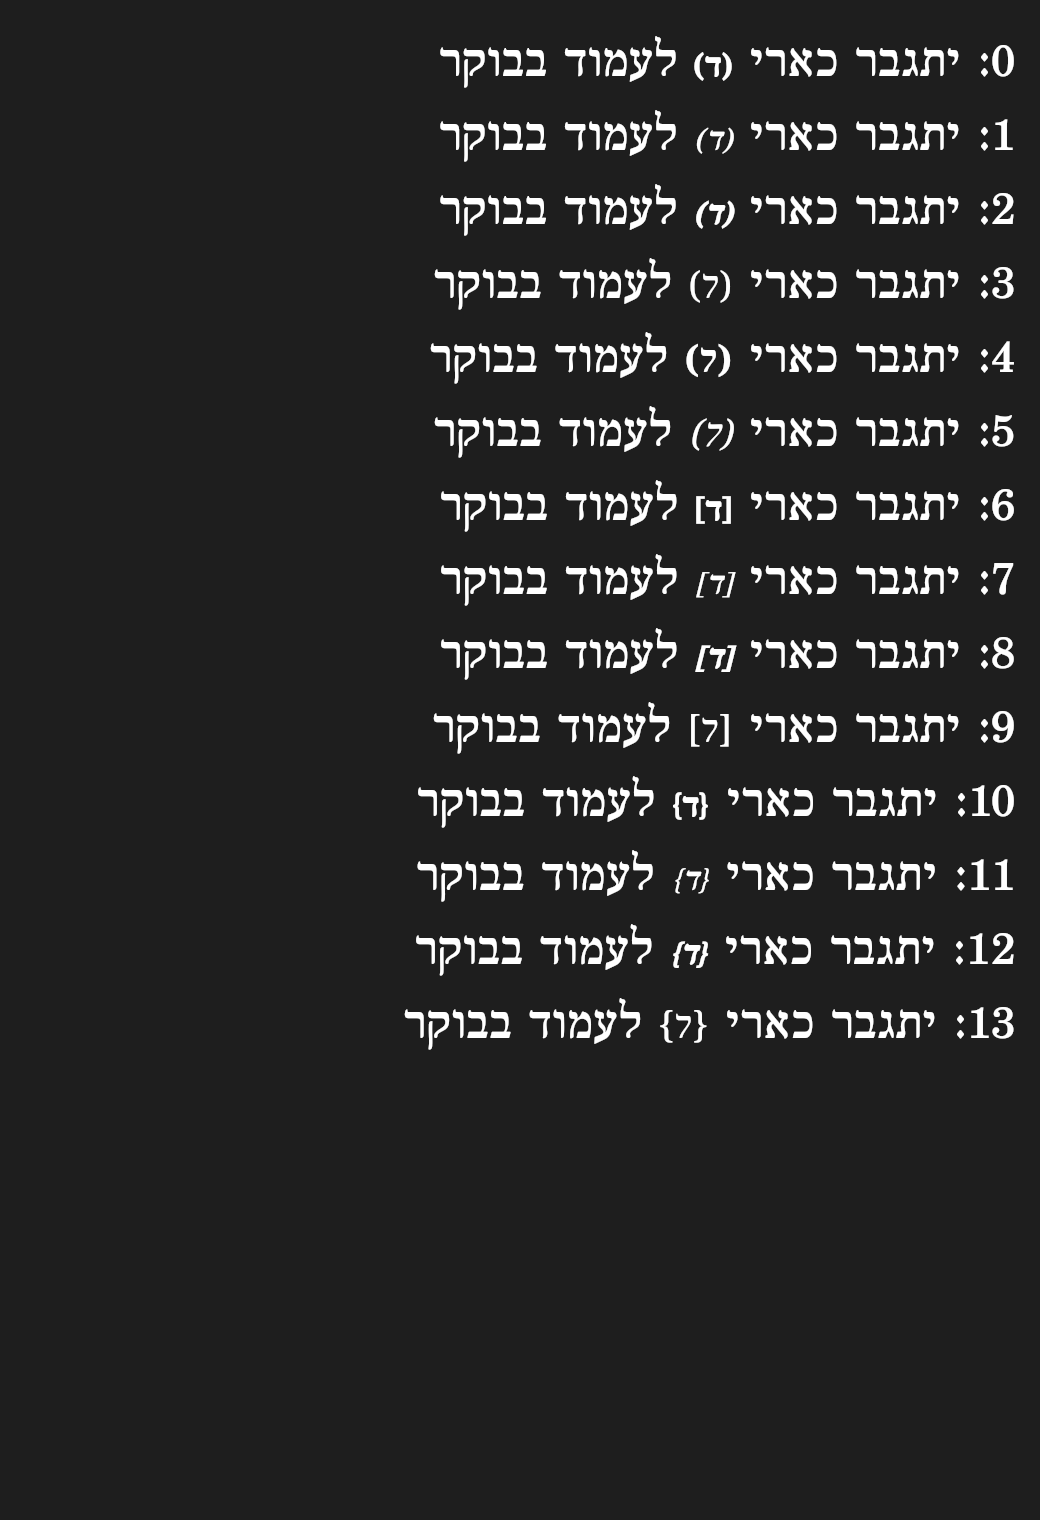 0: יתגבר כארי (ד) לעמוד בבוקר
1: יתגבר כארי (ד) לעמוד בבוקר
2: יתגבר כארי (ד) לעמוד בבוקר
3: יתגבר כארי (ד) לעמוד בבוקר
4: יתגבר כארי (ד) לעמוד בבוקר
5: יתגבר כארי (ד) לעמוד בבוקר
6: יתגבר כארי [ד] לעמוד בבוקר
7: יתגבר כארי [ד] לעמוד בבוקר
8: יתגבר כארי [ד] לעמוד בבוקר
9: יתגבר כארי [ד] לעמוד בבוקר
10: יתגבר כארי {ד} לעמוד בבוקר
11: יתגבר כארי {ד} לעמוד בבוקר
12: יתגבר כארי {ד} לעמוד בבוקר
13: יתגבר כארי {ד} לעמוד בבוקר